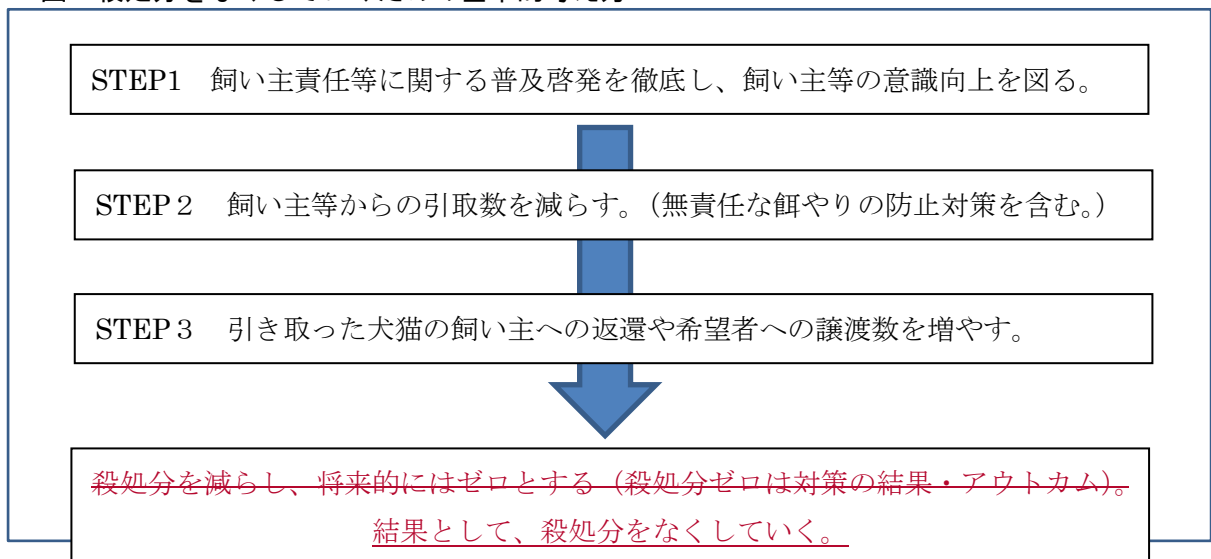 STEP1 飼い主責任等に関する普及啓発を徹底し、飼い主等の意識向上を図る。
STEP２ 飼い主等からの引取数を減らす。（無責任な餌やりの防止対策を含む。）
STEP３ 引き取った犬猫の飼い主への返還や希望者への譲渡数を増やす。
殺処分を減らし、将来的にはゼロとする（殺処分ゼロは対策の結果・アウトカム）。
結果として、殺処分をなくしていく。